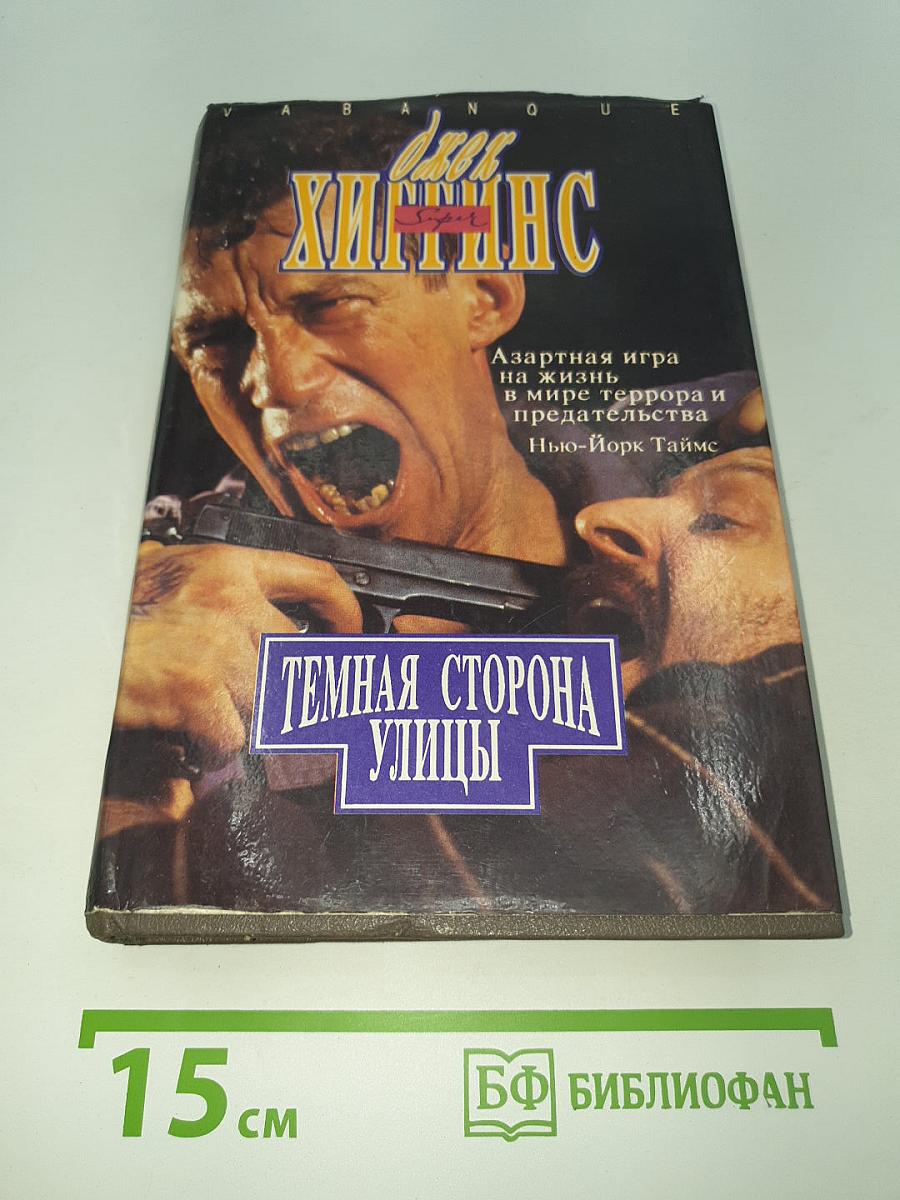 VABANQUE
джек
ХИГГИНС
Super
Азартная игра
на жизнь
в мире террора и
предательства
Нью-Йорк Таймс
ТЕМНАЯ СТОРОНА
УЛИЦЫ
15 см
БФ БИБЛИОФАН